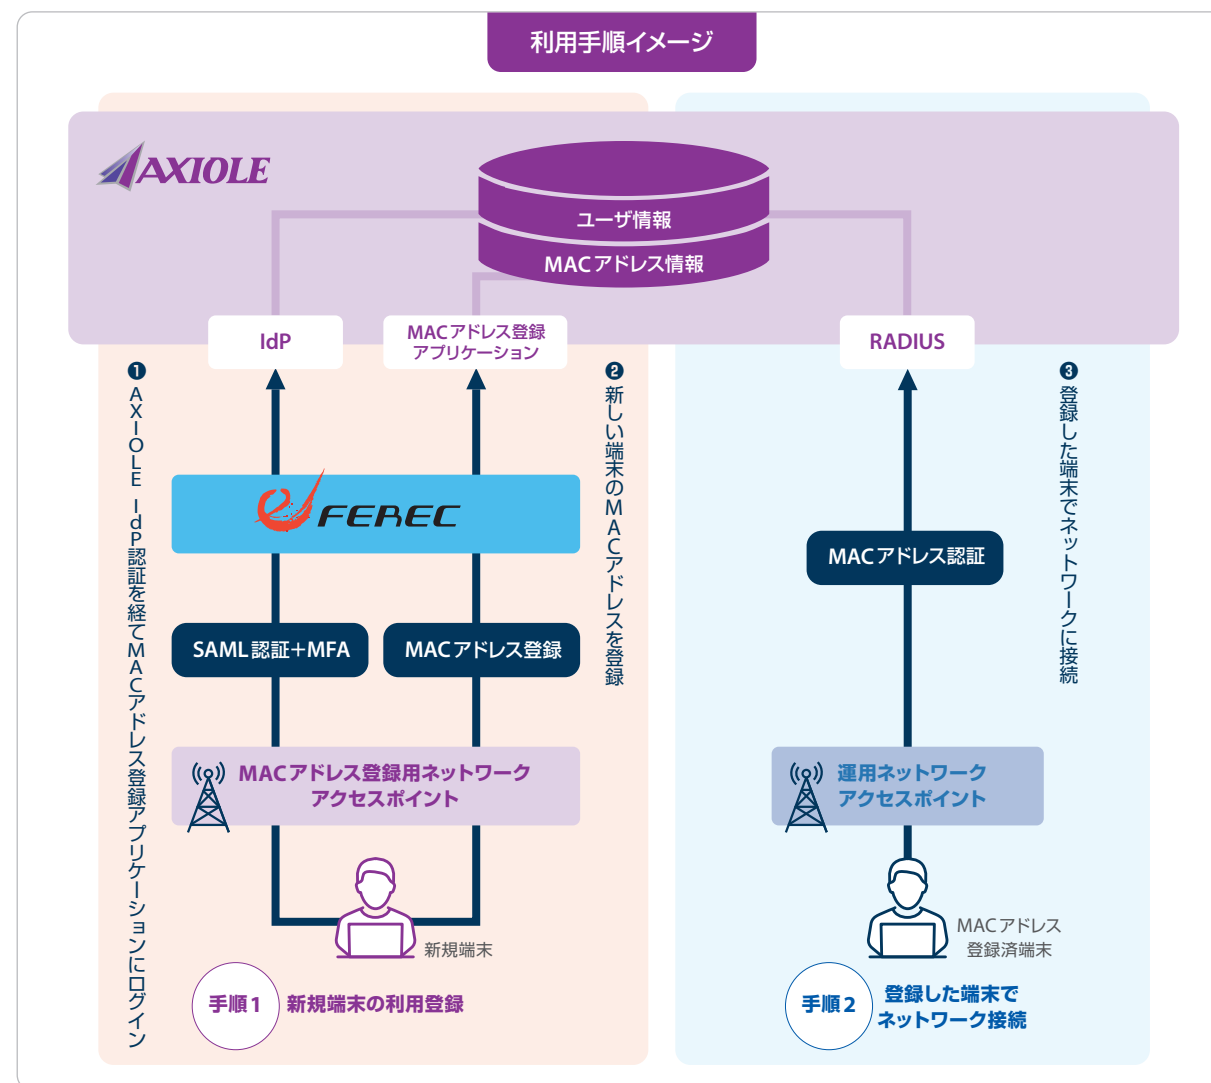 利用手順イメージ
AXIOLE
ユーザ情報
MACアドレス情報
IdP
MACアドレス登録
アプリケーション
RADIUS
❶AXIOLE IdP認証を経てMACアドレス登録アプリケーションにログイン
❷新しい端末のMACアドレスを登録
FEREC
SAML認証＋MFA
MACアドレス登録
MACアドレス登録用ネットワーク
アクセスポイント
新規端末
手順1
新規端末の利用登録
❸登録した端末でネットワークに接続
MACアドレス認証
運用ネットワーク
アクセスポイント
MACアドレス
登録済端末
手順2
登録した端末で
ネットワーク接続